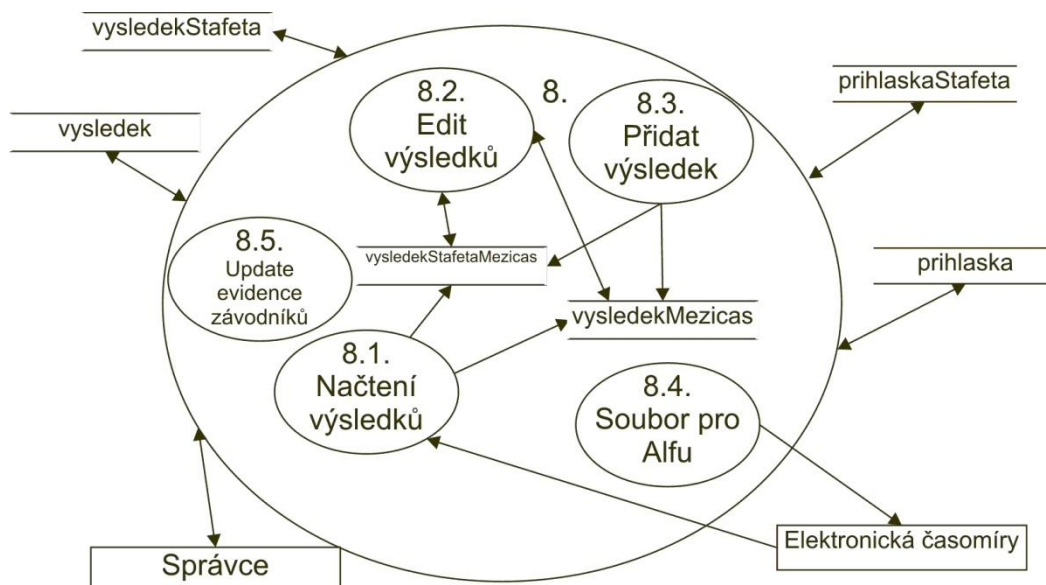 vysledekStafeta
vysledek
8.2.
Edit
výsledků
8.
8.3.
Přidat
výsledek
prihlaskaStafeta
8.5.
Update
evidence
závodníků
vysledekStafetaMezicas
vysledekMezicas
prihlaska
8.1.
Načtení
výsledků
8.4.
Soubor pro
Alfu
Správce
Elektronická časomíry